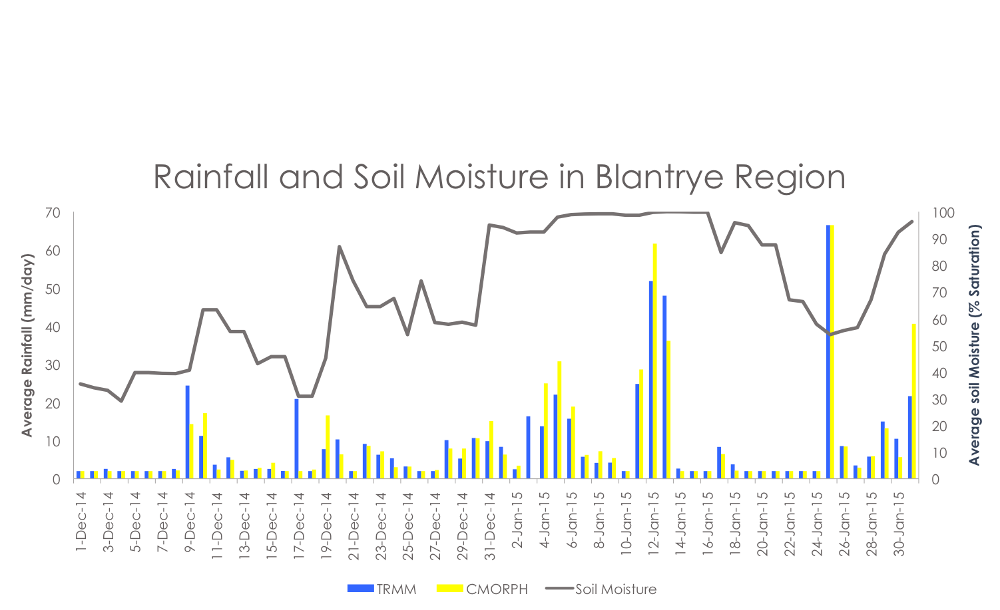 Rainfall and Soil Moisture in Blantrye Region
Average Rainfall (mm/day)
70
60
50
40
30
20
10
0
100
90
80
70
60
50
40
30
20
10
0
Average soil Moisture (% Saturation)
1-Dec-14
3-Dec-14
5-Dec-14
7-Dec-14
9-Dec-14
11-Dec-14
13-Dec-14
15-Dec-14
17-Dec-14
19-Dec-14
21-Dec-14
23-Dec-14
25-Dec-14
27-Dec-14
29-Dec-14
31-Dec-14
2-Jan-15
4-Jan-15
6-Jan-15
8-Jan-15
10-Jan-15
12-Jan-15
14-Jan-15
16-Jan-15
18-Jan-15
20-Jan-15
22-Jan-15
24-Jan-15
26-Jan-15
28-Jan-15
30-Jan-15
TRMM
CMORPH
Soil Moisture